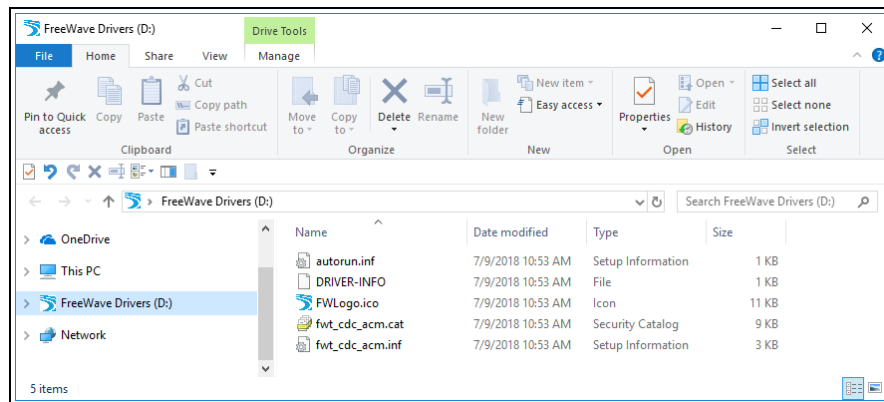 FreeWave Drivers (D:)
Drive Tools
File Home Share View Manage
Pin to Quick access
Copy
Paste
Cut
Copy path
Paste shortcut
Clipboard
Move to
Copy to
Delete
Rename
Organize
New folder
New item
Easy access
New
Properties
Open
Edit
History
Open
Select all
Select none
Invert selection
Select
FreeWave Drivers (D:)
Search FreeWave Drivers (D:)
OneDrive
This PC
FreeWave Drivers (D:)
Network
Name Date modified Type Size
autorun.inf 7/9/2018 10:53 AM Setup Information 1 KB
DRIVER-INFO 7/9/2018 10:53 AM File 1 KB
FWLogo.ico 7/9/2018 10:53 AM Icon 11 KB
fwt_cdc_acm.cat 7/9/2018 10:53 AM Security Catalog 9 KB
fwt_cdc_acm.inf 7/9/2018 10:53 AM Setup Information 3 KB
5 items